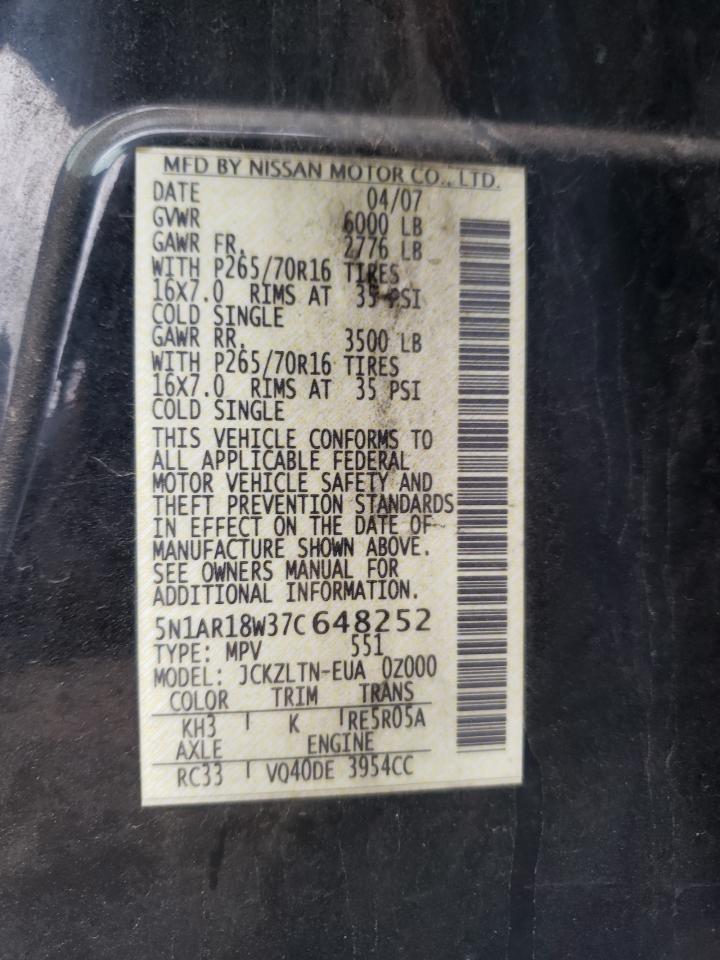 MFD BY NISSAN MOTOR CO., LTD.
DATE 04/07
GVWR 6000 LB
GAWR FR. 2776 LB
WITH P265/70R16 TIRES
16X7.0 RIMS AT 35 PSI
COLD SINGLE
GAWR RR. 3500 LB
WITH P265/70R16 TIRES
16X7.0 RIMS AT 35 PSI
COLD SINGLE
THIS VEHICLE CONFORMS TO
ALL APPLICABLE FEDERAL
MOTOR VEHICLE SAFETY AND
THEFT PREVENTION STANDARDS
IN EFFECT ON THE DATE OF
MANUFACTURE SHOWN ABOVE.
SEE OWNERS MANUAL FOR
ADDITIONAL INFORMATION.
5N1AR18W37C648252
TYPE: MPV 551
MODEL: JCKZLTN-EUA 0Z000
COLOR TRIM TRANS
KH3 K RE5R05A
AXLE ENGINE
RC33 VQ40DE 3954CC